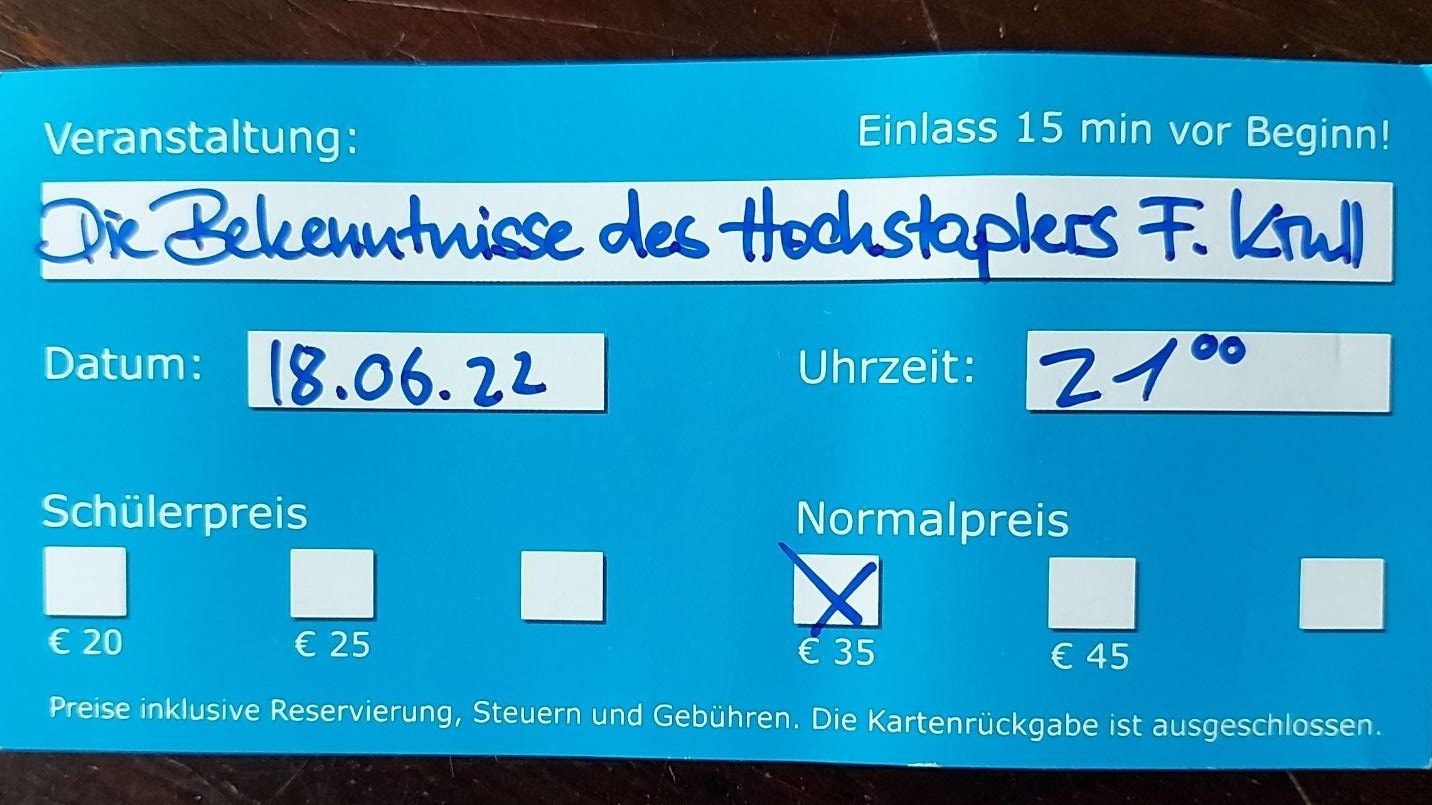 Veranstaltung: Einlass 15 min vor Beginn!
Die Bekenntnisse des Hochstaplers F. Krull
Datum: 18.06.22 Uhrzeit: 21⁰⁰
Schülerpreis Normalpreis
€ 20 € 25 € 35 € 45
Preise inklusive Reservierung, Steuern und Gebühren. Die Kartenrückgabe ist ausgeschlossen.